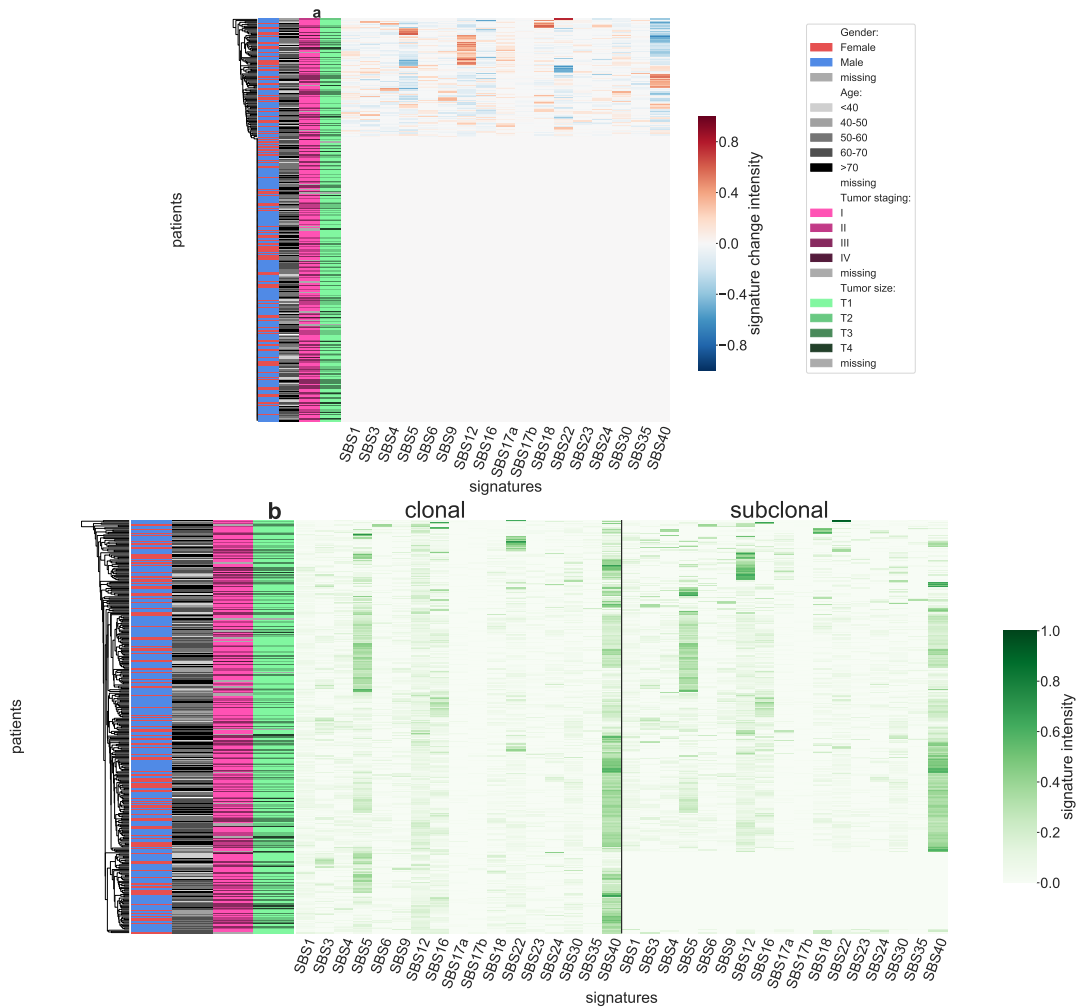 a
patients
SBS1
SBS3
SBS4
SBS5
SBS6
SBS9
SBS12
SBS16
SBS17a
SBS17b
SBS18
SBS22
SBS23
SBS24
SBS30
SBS35
SBS40
signatures
0.8
0.4
0.0
−0.4
−0.8
signature change intensity
Gender:
Female
Male
missing
Age:
<40
40-50
50-60
60-70
>70
missing
Tumor staging:
I
II
III
IV
missing
Tumor size:
T1
T2
T3
T4
missing
b
clonal
subclonal
patients
SBS1
SBS3
SBS4
SBS5
SBS6
SBS9
SBS12
SBS16
SBS17a
SBS17b
SBS18
SBS22
SBS23
SBS24
SBS30
SBS35
SBS40
SBS1
SBS3
SBS4
SBS5
SBS6
SBS9
SBS12
SBS16
SBS17a
SBS17b
SBS18
SBS22
SBS23
SBS24
SBS30
SBS35
SBS40
signatures
1.0
0.8
0.6
0.4
0.2
0.0
signature intensity